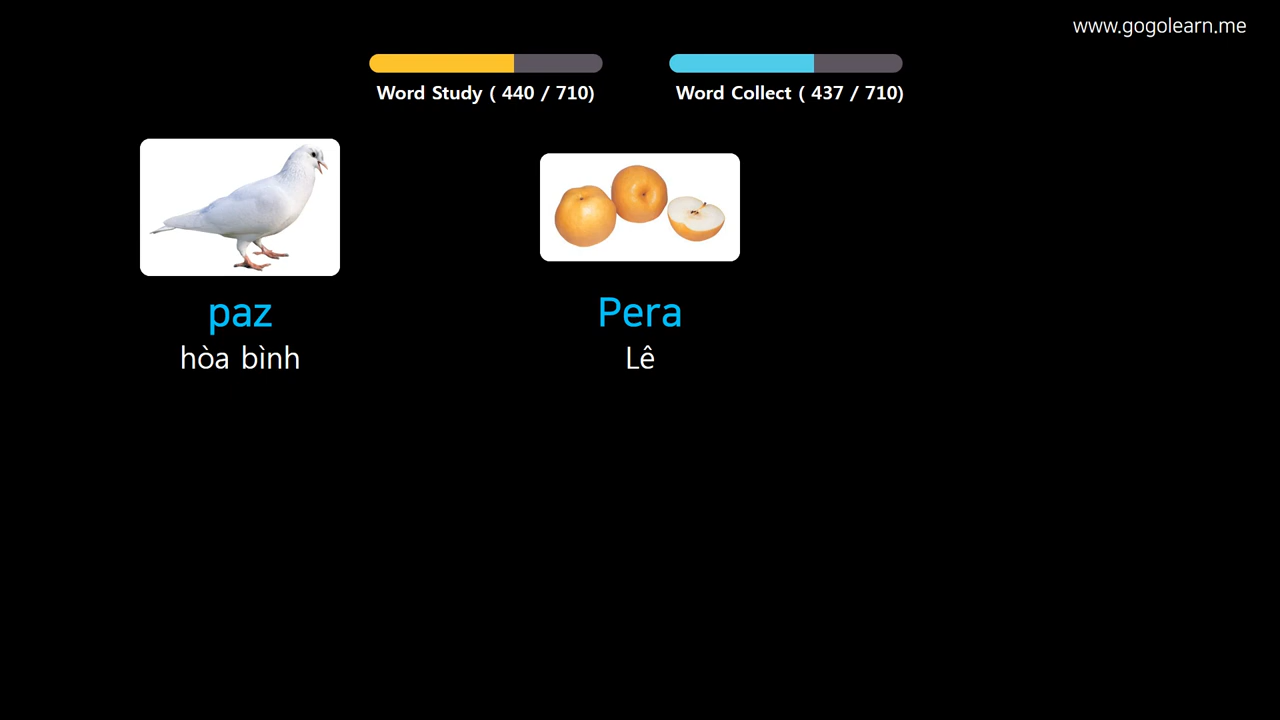 www.gogolearn.me
Word Study ( 440 / 710)
Word Collect ( 437 / 710)
paz
hòa bình
Pera
Lê